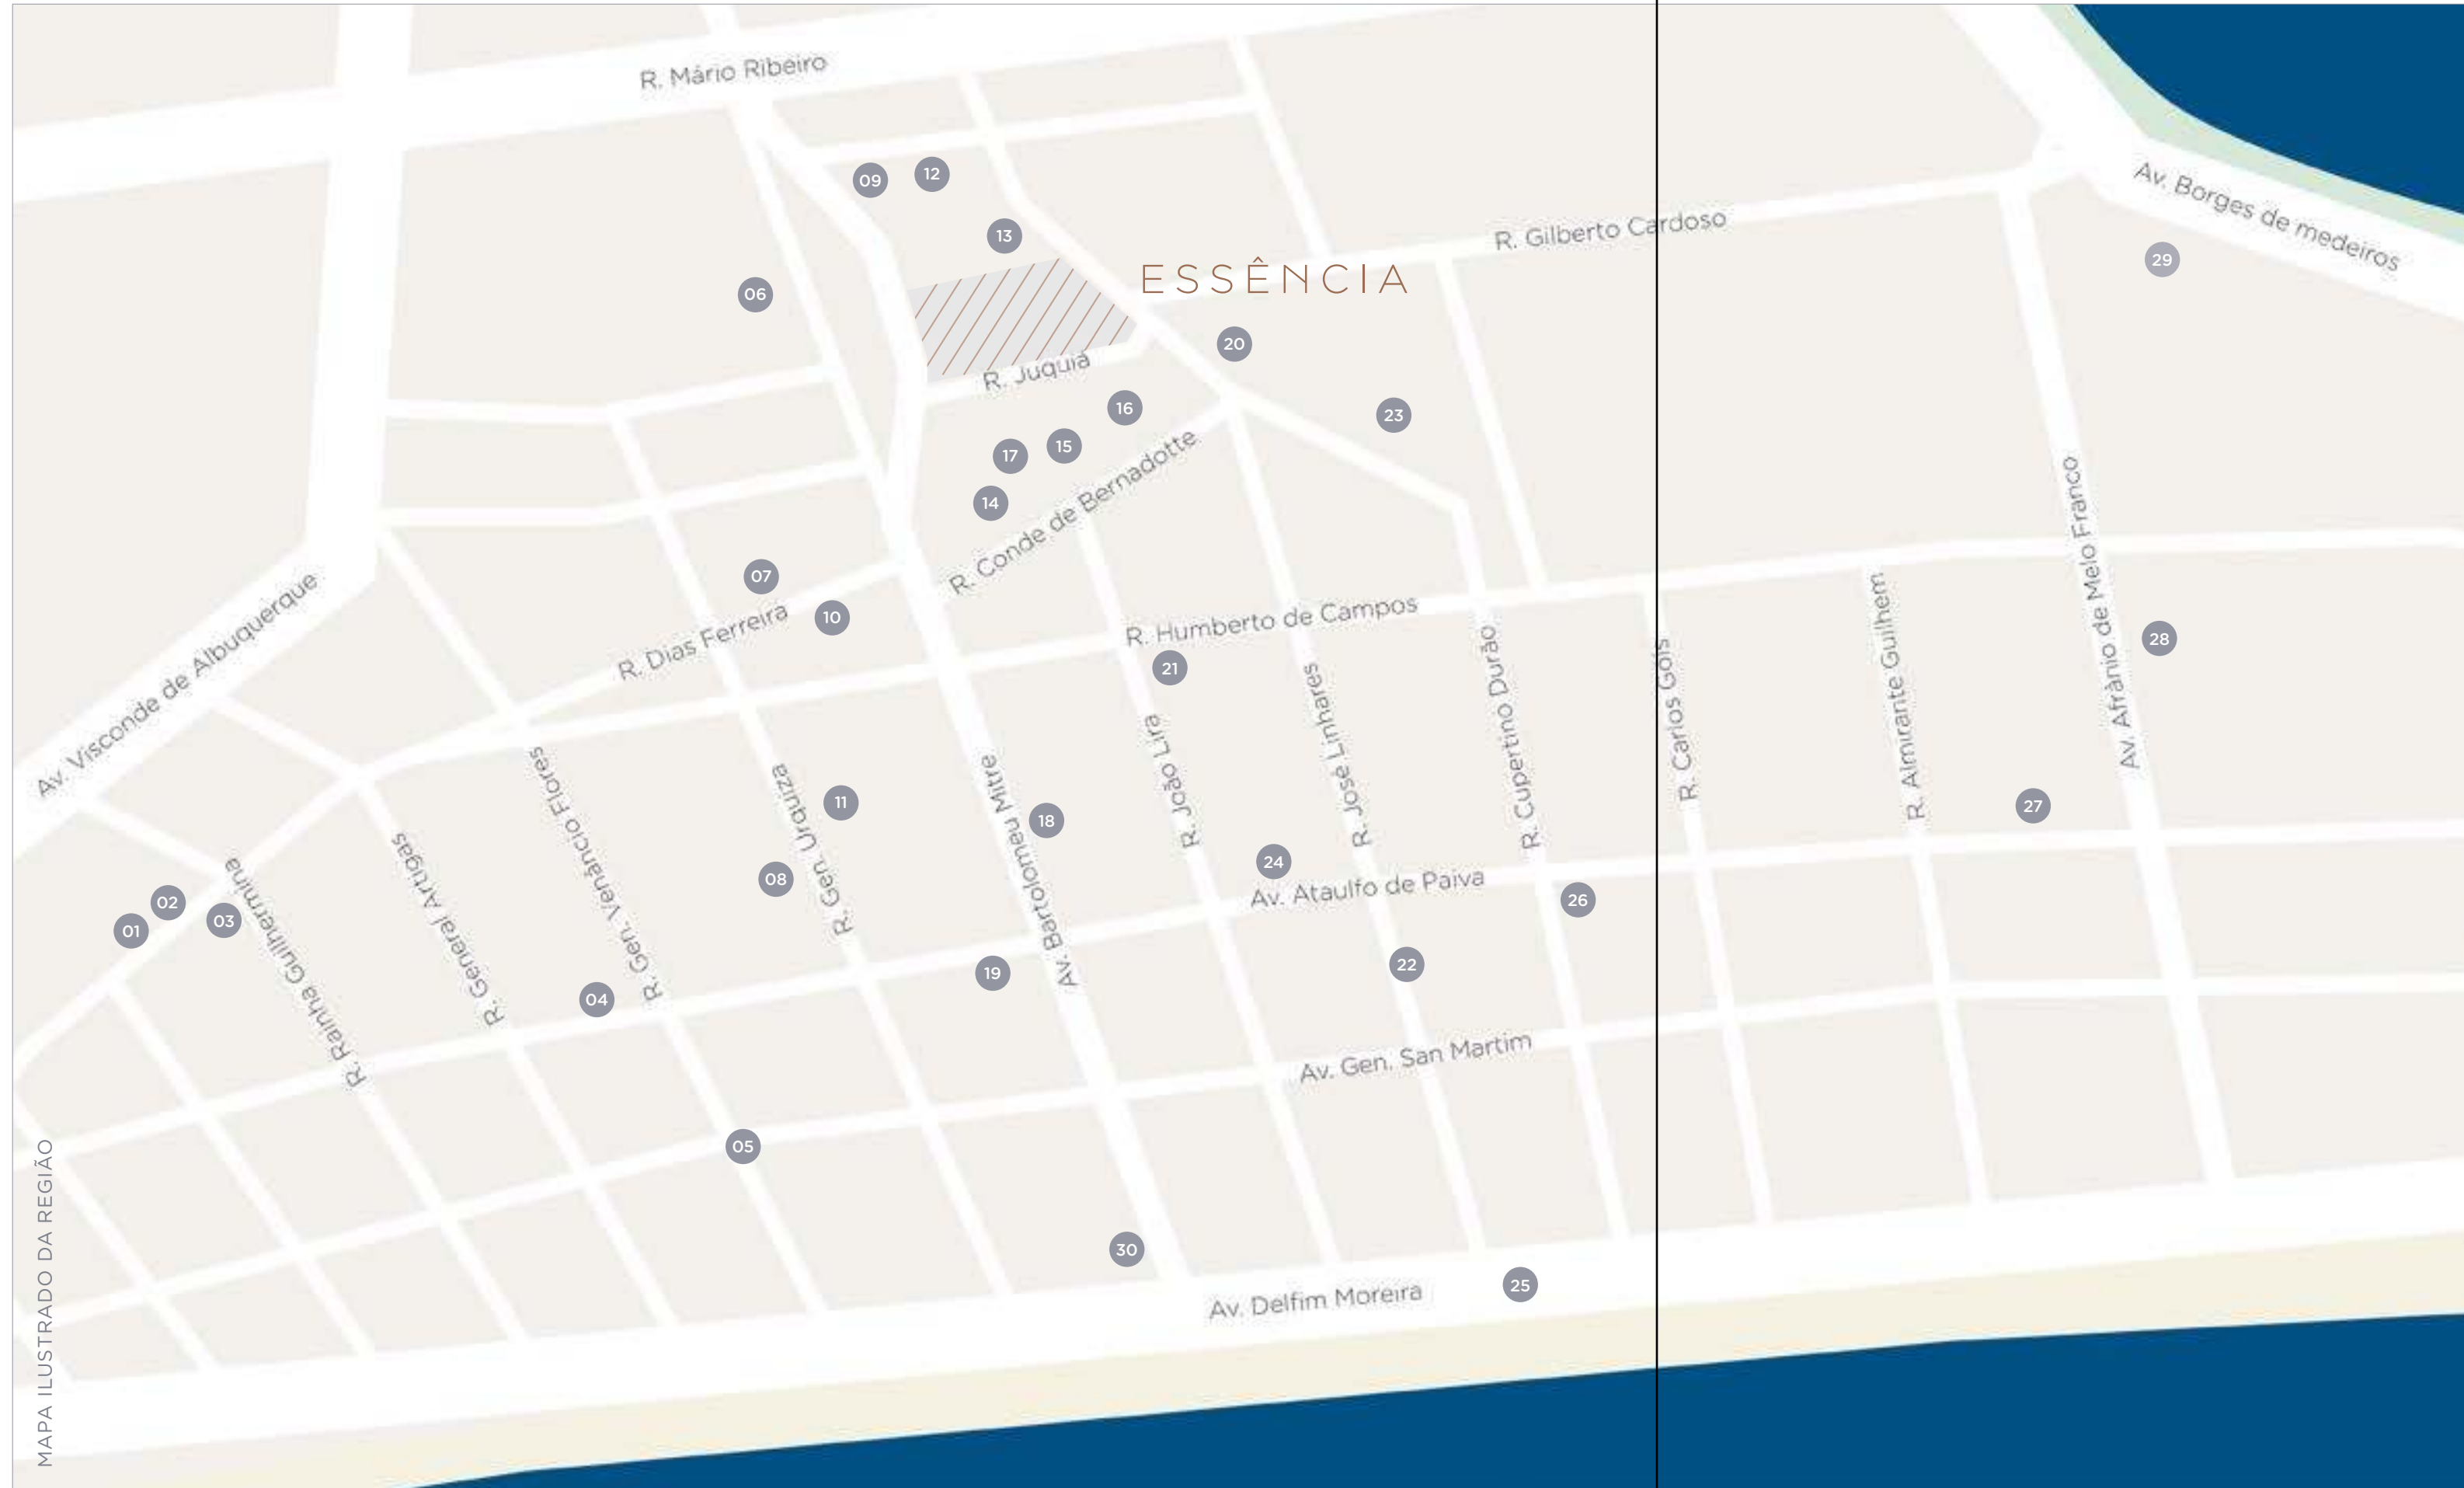 R. Mário Ribeiro
09
12
13
R. Gilberto Cardoso
Av. Borges de medeiros
29
ESSÊNCIA
06
20
R. Juquiá
16
23
15
17
14
R. Conde de Bernadotte
07
10
R. Dias Ferreira
R. Humberto de Campos
21
28
Av. Visconde de Albuquerque
Av. Afrânio de Melo Franco
R. Almirante Guilhem
R. Carlos Góis
R. Cupertino Durão
R. José Linhares
R. João Lira
Av. Bartolomeu Mitre
R. Gen. Urquiza
R. Gen. Venâncio Flores
R. General Artigas
R. Rainha Guilhermina
11
18
27
24
08
Av. Ataulfo de Paiva
26
02
03
01
22
19
04
Av. Gen. San Martim
05
30
25
Av. Delfim Moreira
MAPA ILUSTRADO DA REGIÃO